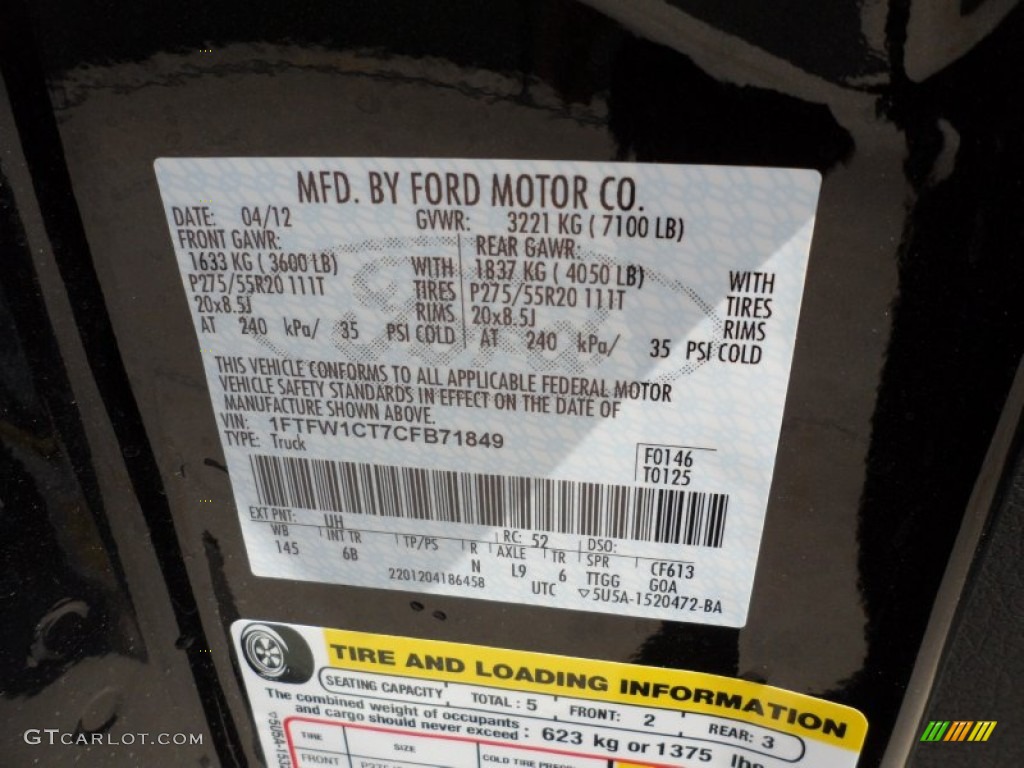 MFD. BY FORD MOTOR CO.
DATE: 04/12 GVWR: 3221 KG ( 7100 LB)
FRONT GAWR: REAR GAWR:
1633 KG ( 3600 LB) WITH 1837 KG ( 4050 LB) WITH
P275/55R20 111T TIRES P275/55R20 111T TIRES
20x8.5J RIMS 20x8.5J RIMS
AT 240 kPa/ 35 PSI COLD AT 240 kPa/ 35 PSI COLD
THIS VEHICLE CONFORMS TO ALL APPLICABLE FEDERAL MOTOR
VEHICLE SAFETY STANDARDS IN EFFECT ON THE DATE OF
MANUFACTURE SHOWN ABOVE.
VIN: 1FTFW1CT7CFB71849
TYPE: Truck
F0146
T0125
EXT PNT: UH RC: 52 DSO:
WB INT TR TP/PS R AXLE TR SPR CF613
145 6B N L9 6 TTGG G0A
2201204186458 UTC ▽5U5A-1520472-BA
TIRE AND LOADING INFORMATION
SEATING CAPACITY TOTAL : 5 FRONT: 2 REAR: 3
The combined weight of occupants
and cargo should never exceed : 623 kg or 1375 lbs
TIRE SIZE COLD TIRE
FRONT
GTCARLOT.COM